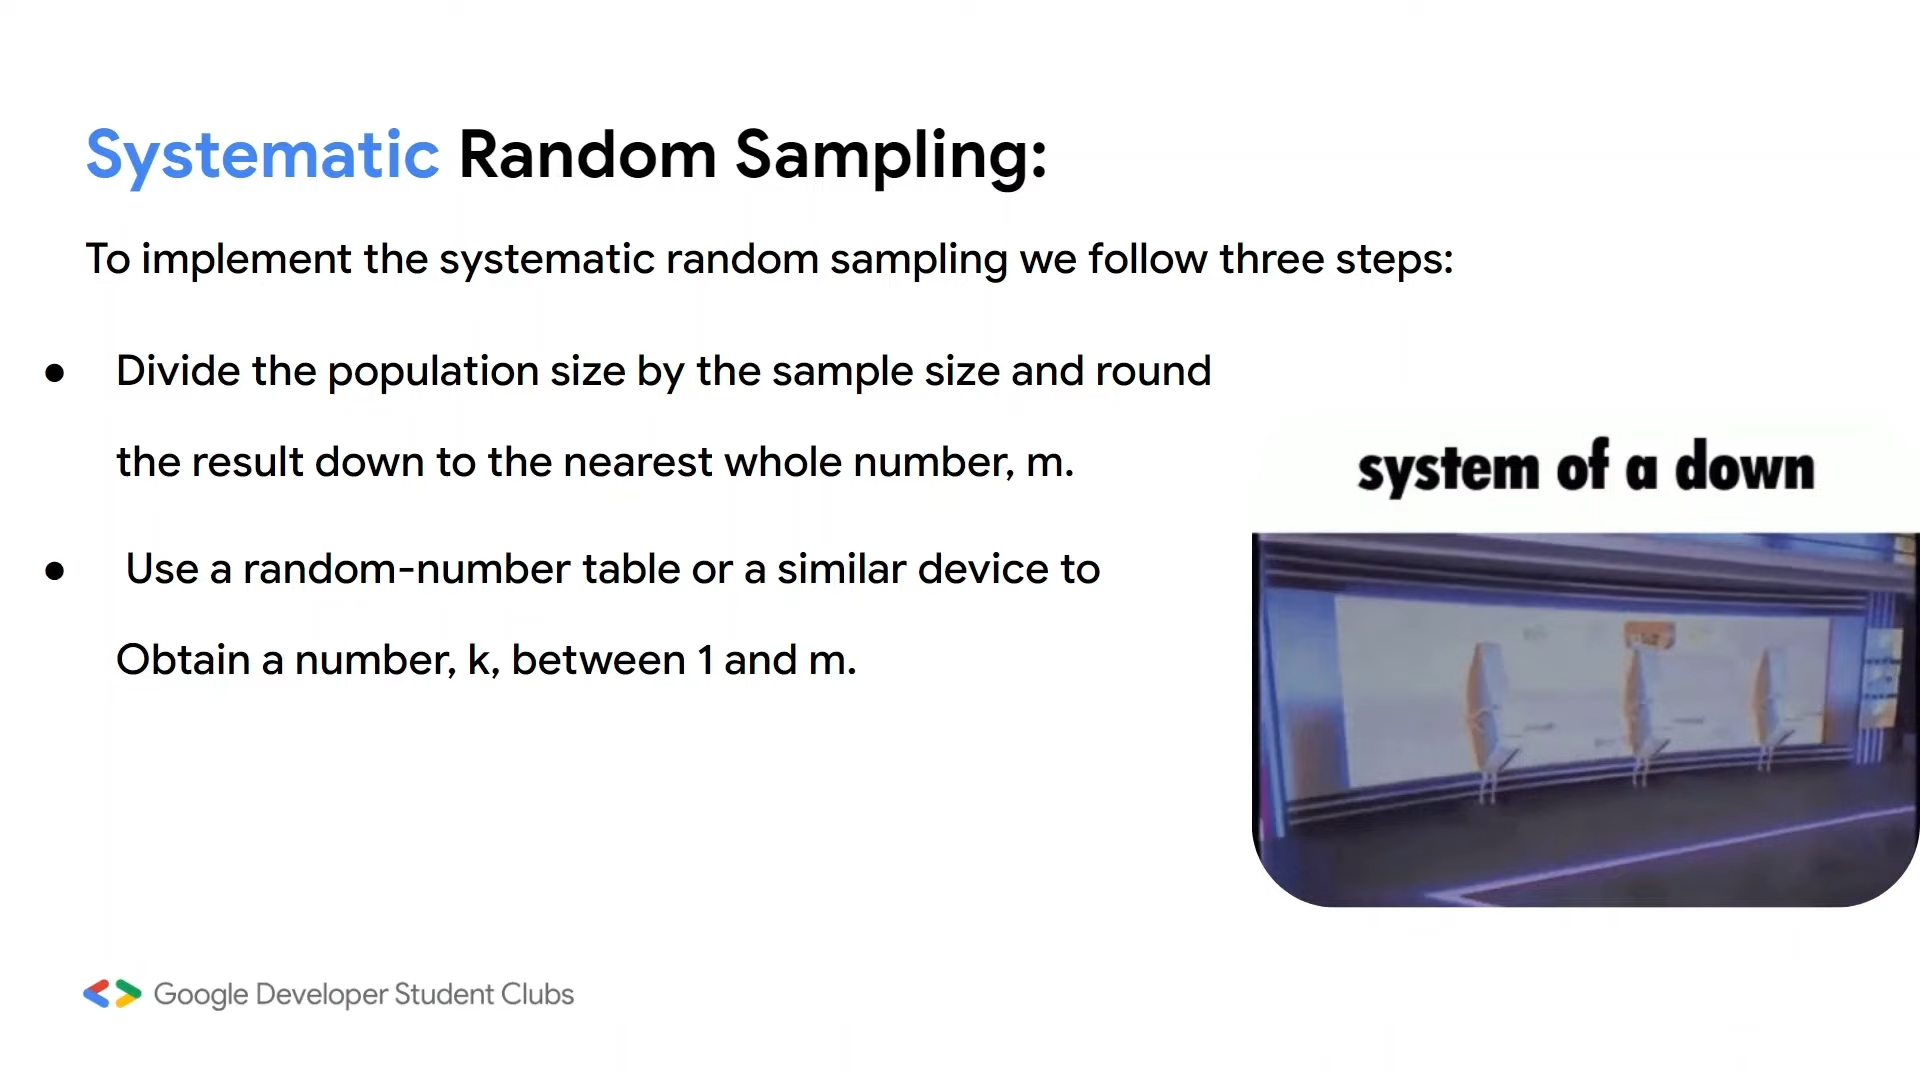 Systematic Random Sampling:
To implement the systematic random sampling we follow three steps:
● Divide the population size by the sample size and round
the result down to the nearest whole number, m.
● Use a random-number table or a similar device to
Obtain a number, k, between 1 and m.
system of a down
Google Developer Student Clubs